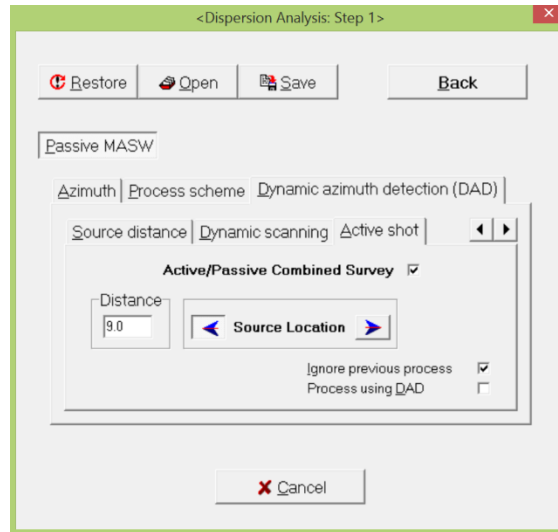 <Dispersion Analysis: Step 1>
Restore Open Save Back
Passive MASW
Azimuth Process scheme Dynamic azimuth detection (DAD)
Source distance Dynamic scanning Active shot
Active/Passive Combined Survey
Distance
9.0 Source Location
Ignore previous process
Process using DAD
Cancel